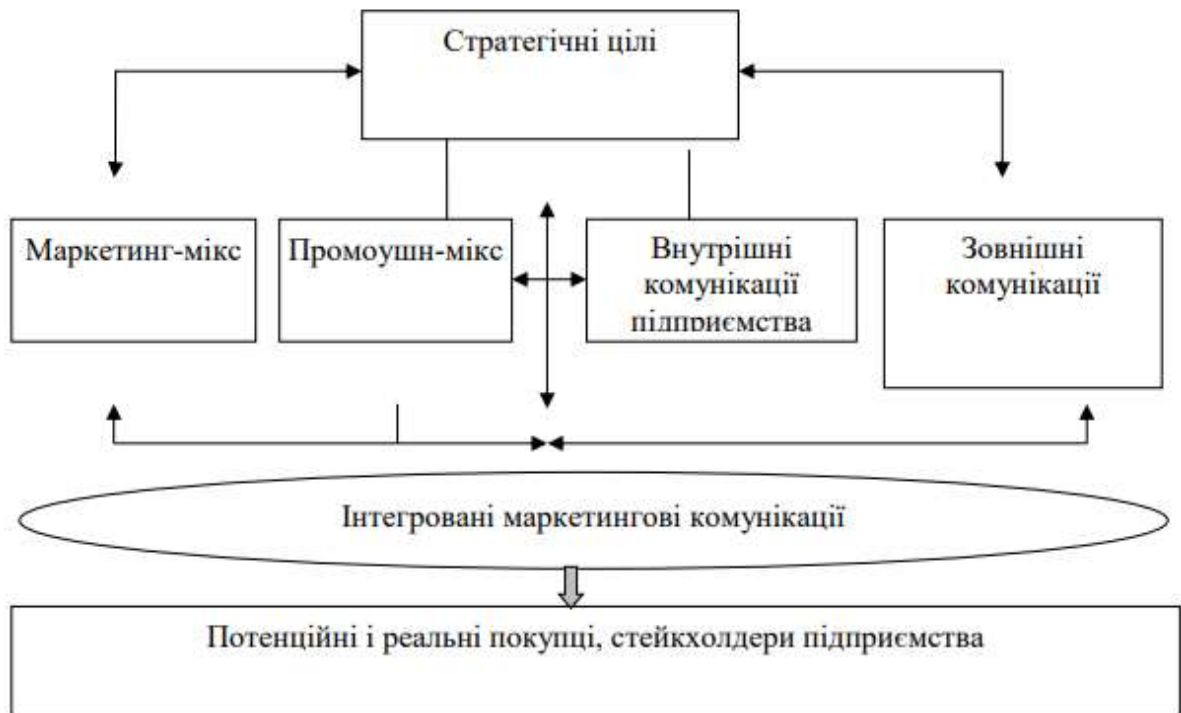 Стратегічні цілі
Маркетинг-мікс
Промоушн-мікс
Внутрішні
комунікації
підприємства
Зовнішні
комунікації
Інтегровані маркетингові комунікації
Потенційні і реальні покупці, стейкхолдери підприємства